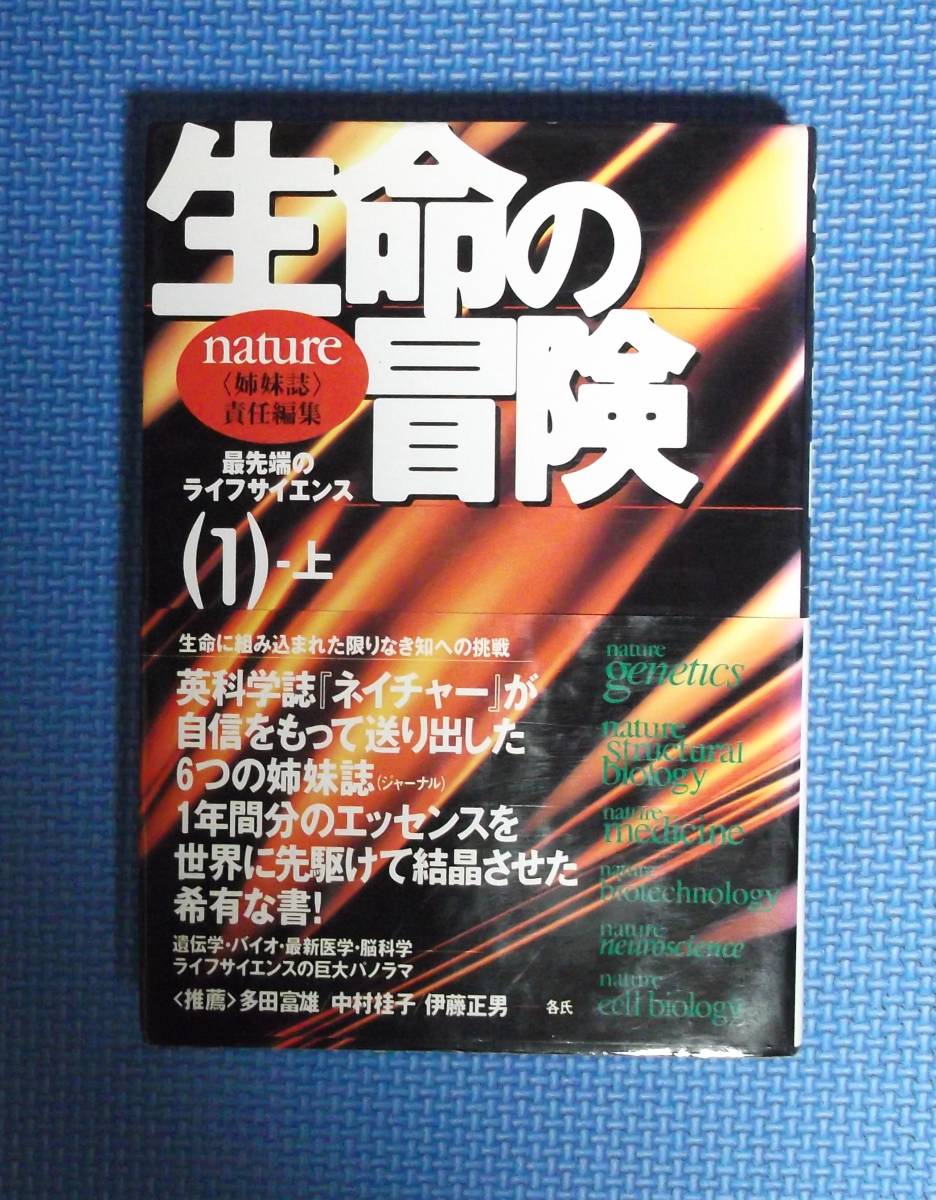 生命の
冒険
nature
〈姉妹誌〉
責任編集
最先端の
ライフサイエンス
(1)-上
生命に組み込まれた限りなき知への挑戦
英科学誌『ネイチャー』が
自信をもって送り出した
6つの姉妹誌(ジャーナル)
1年間分のエッセンスを
世界に先駆けて結晶させた
希有な書!
遺伝学・バイオ・最新医学・脳科学
ライフサイエンスの巨大パノラマ
〈推薦〉多田富雄 中村桂子 伊藤正男 各氏
nature
genetics
nature
structural
biology
nature
medicine
nature
biotechnology
nature
neuroscience
nature
cell biology